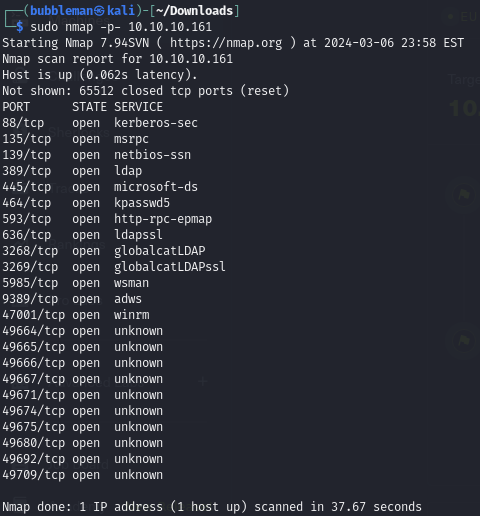 ┌──(bubbleman㉿kali)-[~/Downloads]
└─$ sudo nmap -p- 10.10.10.161
Starting Nmap 7.94SVN ( https://nmap.org ) at 2024-03-06 23:58 EST
Nmap scan report for 10.10.10.161
Host is up (0.062s latency).
Not shown: 65512 closed tcp ports (reset)
PORT      STATE SERVICE
88/tcp    open  kerberos-sec
135/tcp   open  msrpc
139/tcp   open  netbios-ssn
389/tcp   open  ldap
445/tcp   open  microsoft-ds
464/tcp   open  kpasswd5
593/tcp   open  http-rpc-epmap
636/tcp   open  ldapssl
3268/tcp  open  globalcatLDAP
3269/tcp  open  globalcatLDAPssl
5985/tcp  open  wsman
9389/tcp  open  adws
47001/tcp open  winrm
49664/tcp open  unknown
49665/tcp open  unknown
49666/tcp open  unknown
49667/tcp open  unknown
49671/tcp open  unknown
49674/tcp open  unknown
49675/tcp open  unknown
49680/tcp open  unknown
49692/tcp open  unknown
49709/tcp open  unknown
Nmap done: 1 IP address (1 host up) scanned in 37.67 seconds